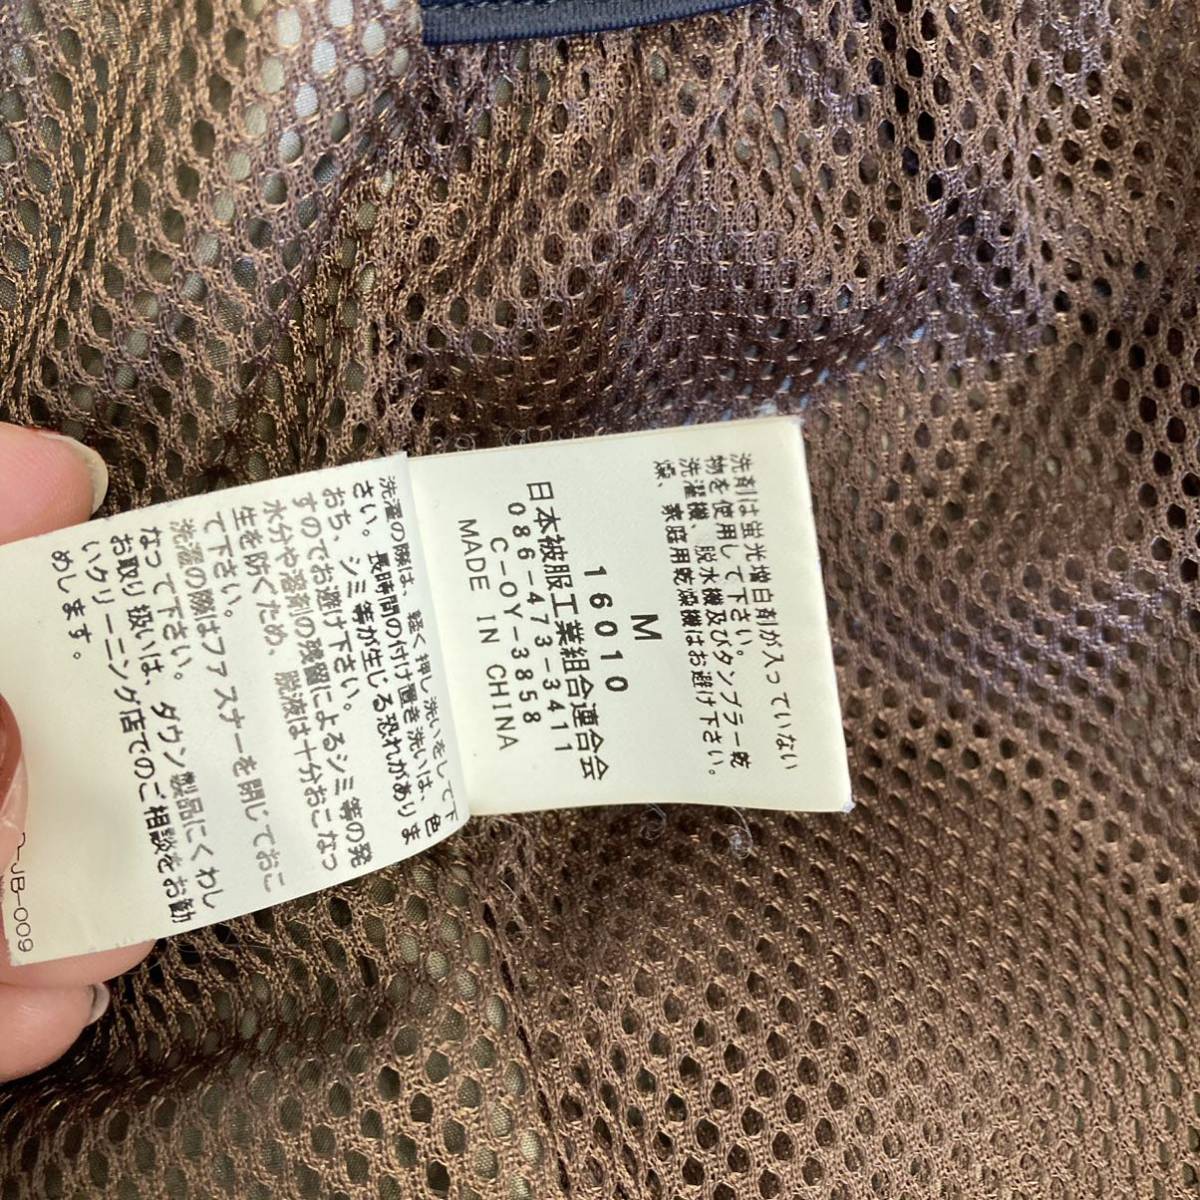 洗剤は蛍光増白剤が入っていない
物を使用して下さい。
洗濯機、脱水機及びタンブラー乾
燥、家庭用乾燥機はお避け下さい。
M
16010
日本被服工業組合連合会
086-473-3411
C-OY-3858
MADE IN CHINA
洗濯の際は、軽く押し洗いをして下
さい。長時間の付け置き洗いは、色
おち、シミ等が生じる恐れがありま
すのでお避け下さい。
水分や溶剤の残留によるシミ等の発
生を防ぐため、脱液は十分おこなっ
て下さい。
洗濯の際はファスナーを閉じておこ
なって下さい。
お取り扱いは、ダウン製品にくわし
いクリーニング店でのご相談をお勧
めします。
-JB-009